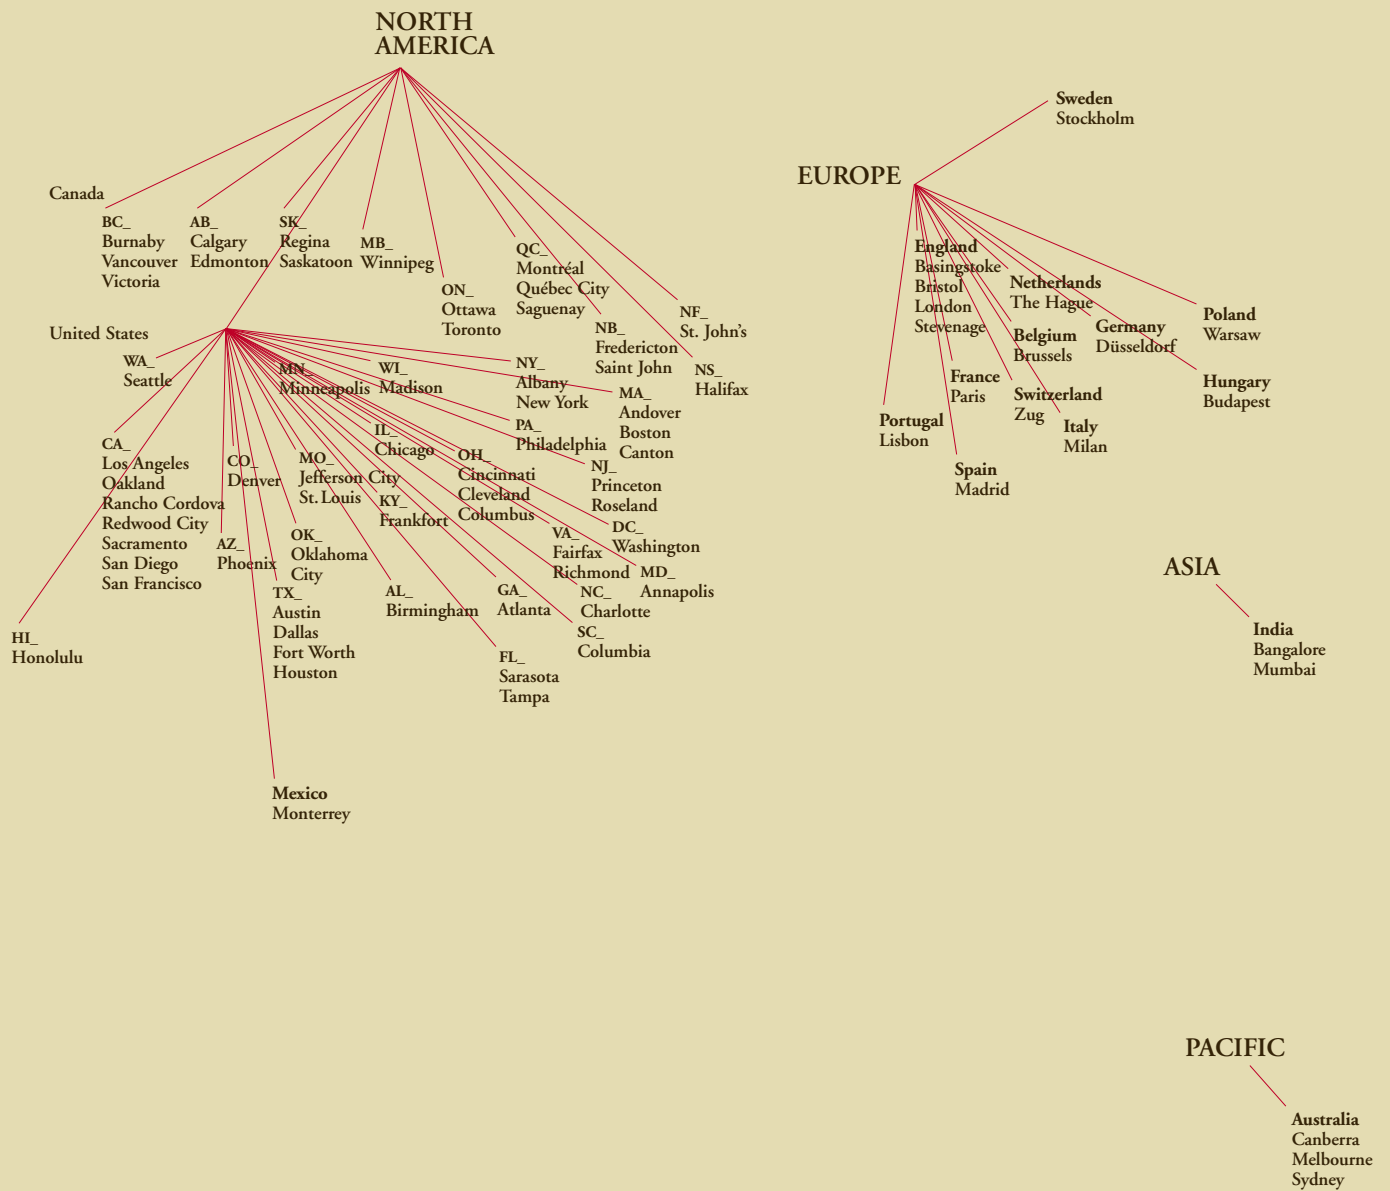 NORTH
AMERICA
Canada
BC_
Burnaby
Vancouver
Victoria
AB_
Calgary
Edmonton
SK_
Regina
Saskatoon
MB_
Winnipeg
ON_
Ottawa
Toronto
QC_
Montréal
Québec City
Saguenay
NB_
Fredericton
Saint John
NF_
St. John's
NS_
Halifax
United States
WA_
Seattle
MN_
Minneapolis
WI_
Madison
NY_
Albany
New York
MA_
Andover
Boston
Canton
CA_
Los Angeles
Oakland
Rancho Cordova
Redwood City
Sacramento
San Diego
San Francisco
CO_
Denver
MO_
Jefferson City
St. Louis
IL_
Chicago
KY_
Frankfort
OH_
Cincinnati
Cleveland
Columbus
PA_
Philadelphia
NJ_
Princeton
Roseland
AZ_
Phoenix
OK_
Oklahoma
City
VA_
Fairfax
Richmond
DC_
Washington
MD_
Annapolis
TX_
Austin
Dallas
Fort Worth
Houston
AL_
Birmingham
GA_
Atlanta
NC_
Charlotte
SC_
Columbia
HI_
Honolulu
FL_
Sarasota
Tampa
Mexico
Monterrey
EUROPE
Sweden
Stockholm
England
Basingstoke
Bristol
London
Stevenage
Netherlands
The Hague
Belgium
Brussels
Germany
Düsseldorf
Poland
Warsaw
France
Paris
Switzerland
Zug
Hungary
Budapest
Portugal
Lisbon
Italy
Milan
Spain
Madrid
ASIA
India
Bangalore
Mumbai
PACIFIC
Australia
Canberra
Melbourne
Sydney